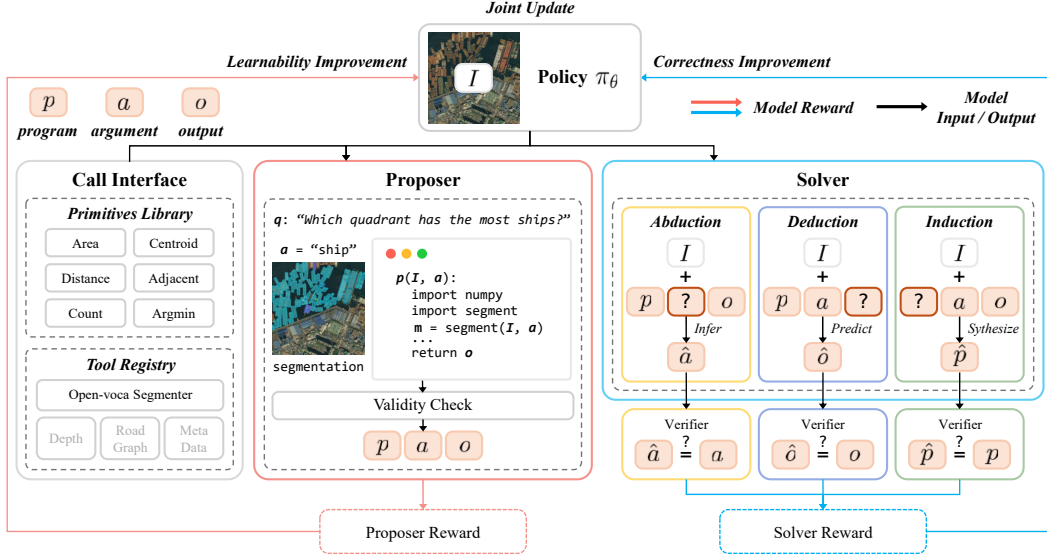 Joint Update
Learnability Improvement
Correctness Improvement
I
Policy πθ
p
a
o
program
argument
output
Model Reward
Model
Input / Output
Call Interface
Primitives Library
Area
Centroid
Distance
Adjacent
Count
Argmin
Tool Registry
Open-voca Segmenter
Depth
Road
Graph
Meta
Data
Proposer
q: “Which quadrant has the most ships?”
a = “ship”
segmentation
p(I, a):
import numpy
import segment
m = segment(I, a)
...
return o
Validity Check
p a o
Proposer Reward
Solver
Abduction
I
+
p ? o
Infer
â
Verifier
â ?= a
Deduction
I
+
p a ?
Predict
ô
Verifier
ô ?= o
Induction
I
+
? a o
Sythesize
p̂
Verifier
p̂ ?= p
Solver Reward